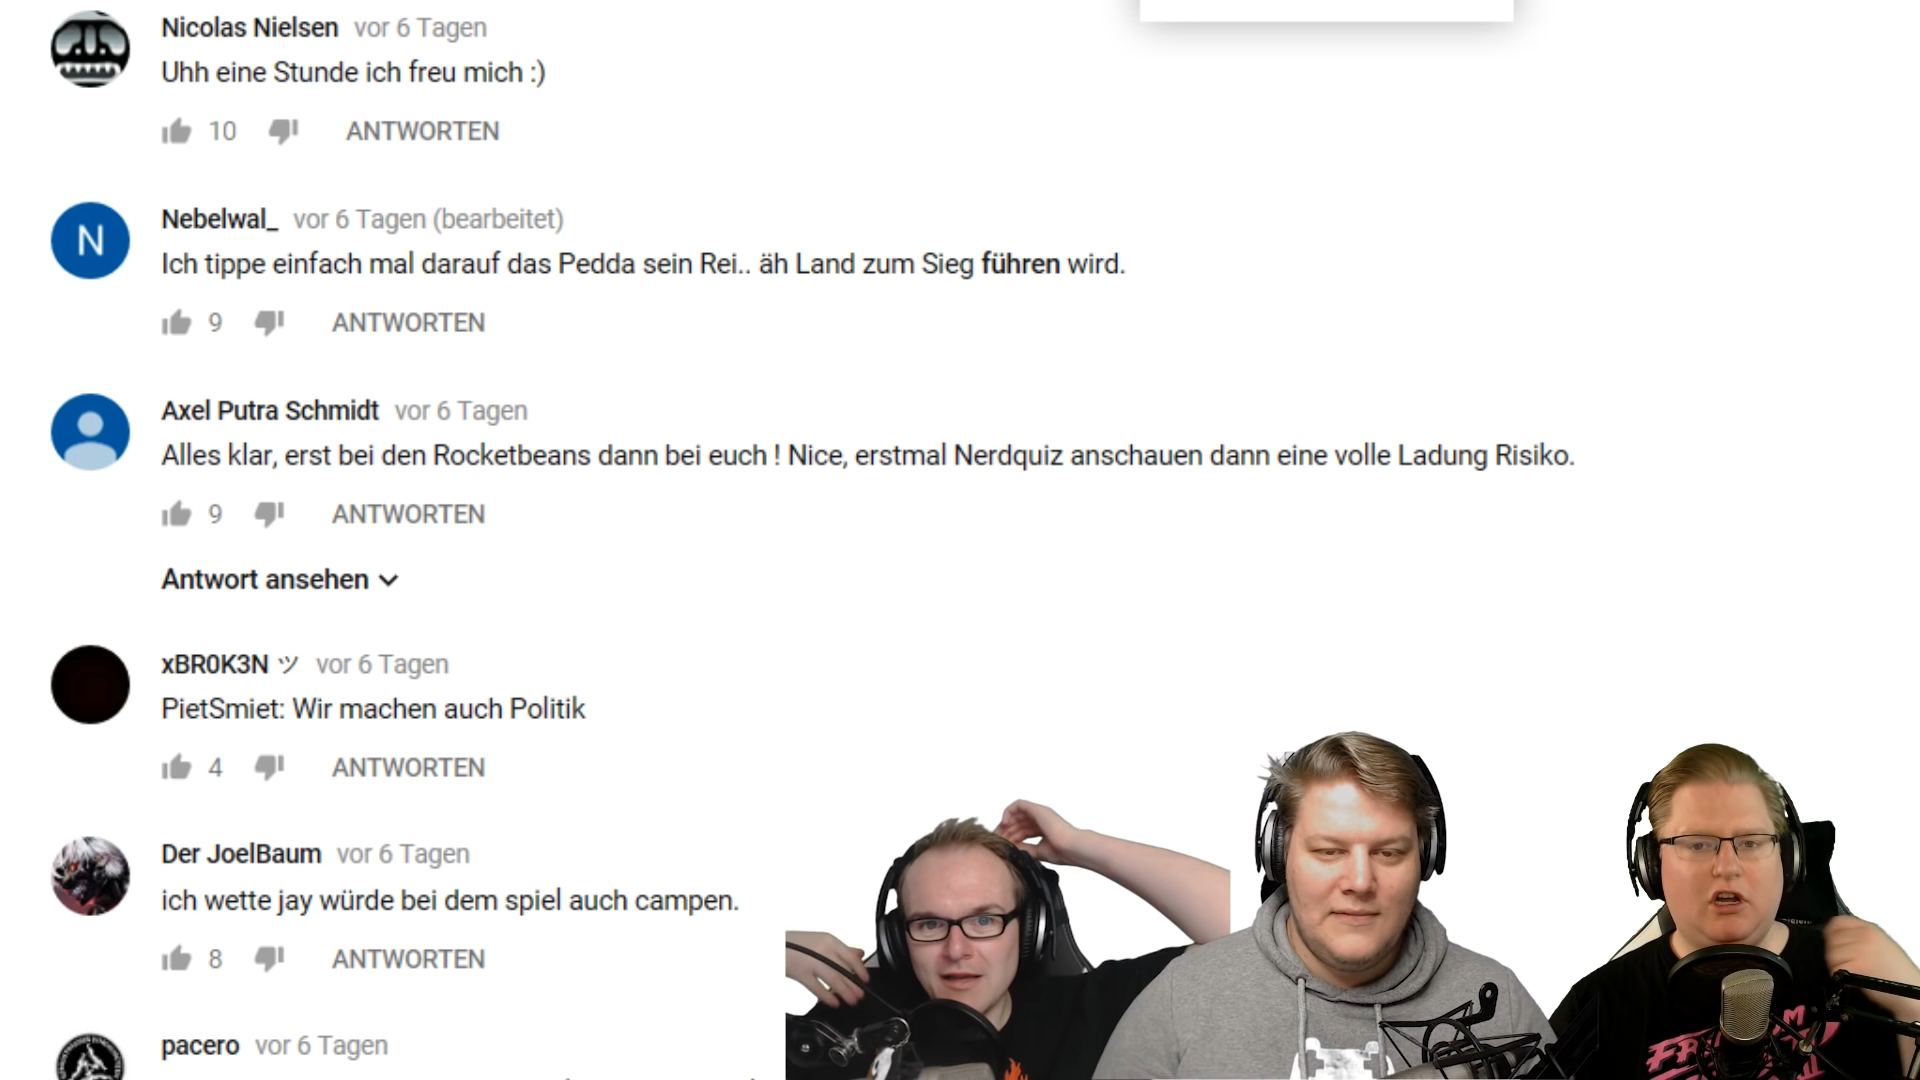 Nicolas Nielsen vor 6 Tagen
Uhh eine Stunde ich freu mich :)
10 ANTWORTEN
N
Nebelwal_ vor 6 Tagen (bearbeitet)
Ich tippe einfach mal darauf das Pedda sein Rei.. äh Land zum Sieg führen wird.
9 ANTWORTEN
Axel Putra Schmidt vor 6 Tagen
Alles klar, erst bei den Rocketbeans dann bei euch ! Nice, erstmal Nerdquiz anschauen dann eine volle Ladung Risiko.
9 ANTWORTEN
Antwort ansehen
xBR0K3N ツ vor 6 Tagen
PietSmiet: Wir machen auch Politik
4 ANTWORTEN
Der JoelBaum vor 6 Tagen
ich wette jay würde bei dem spiel auch campen.
8 ANTWORTEN
pacero vor 6 Tagen